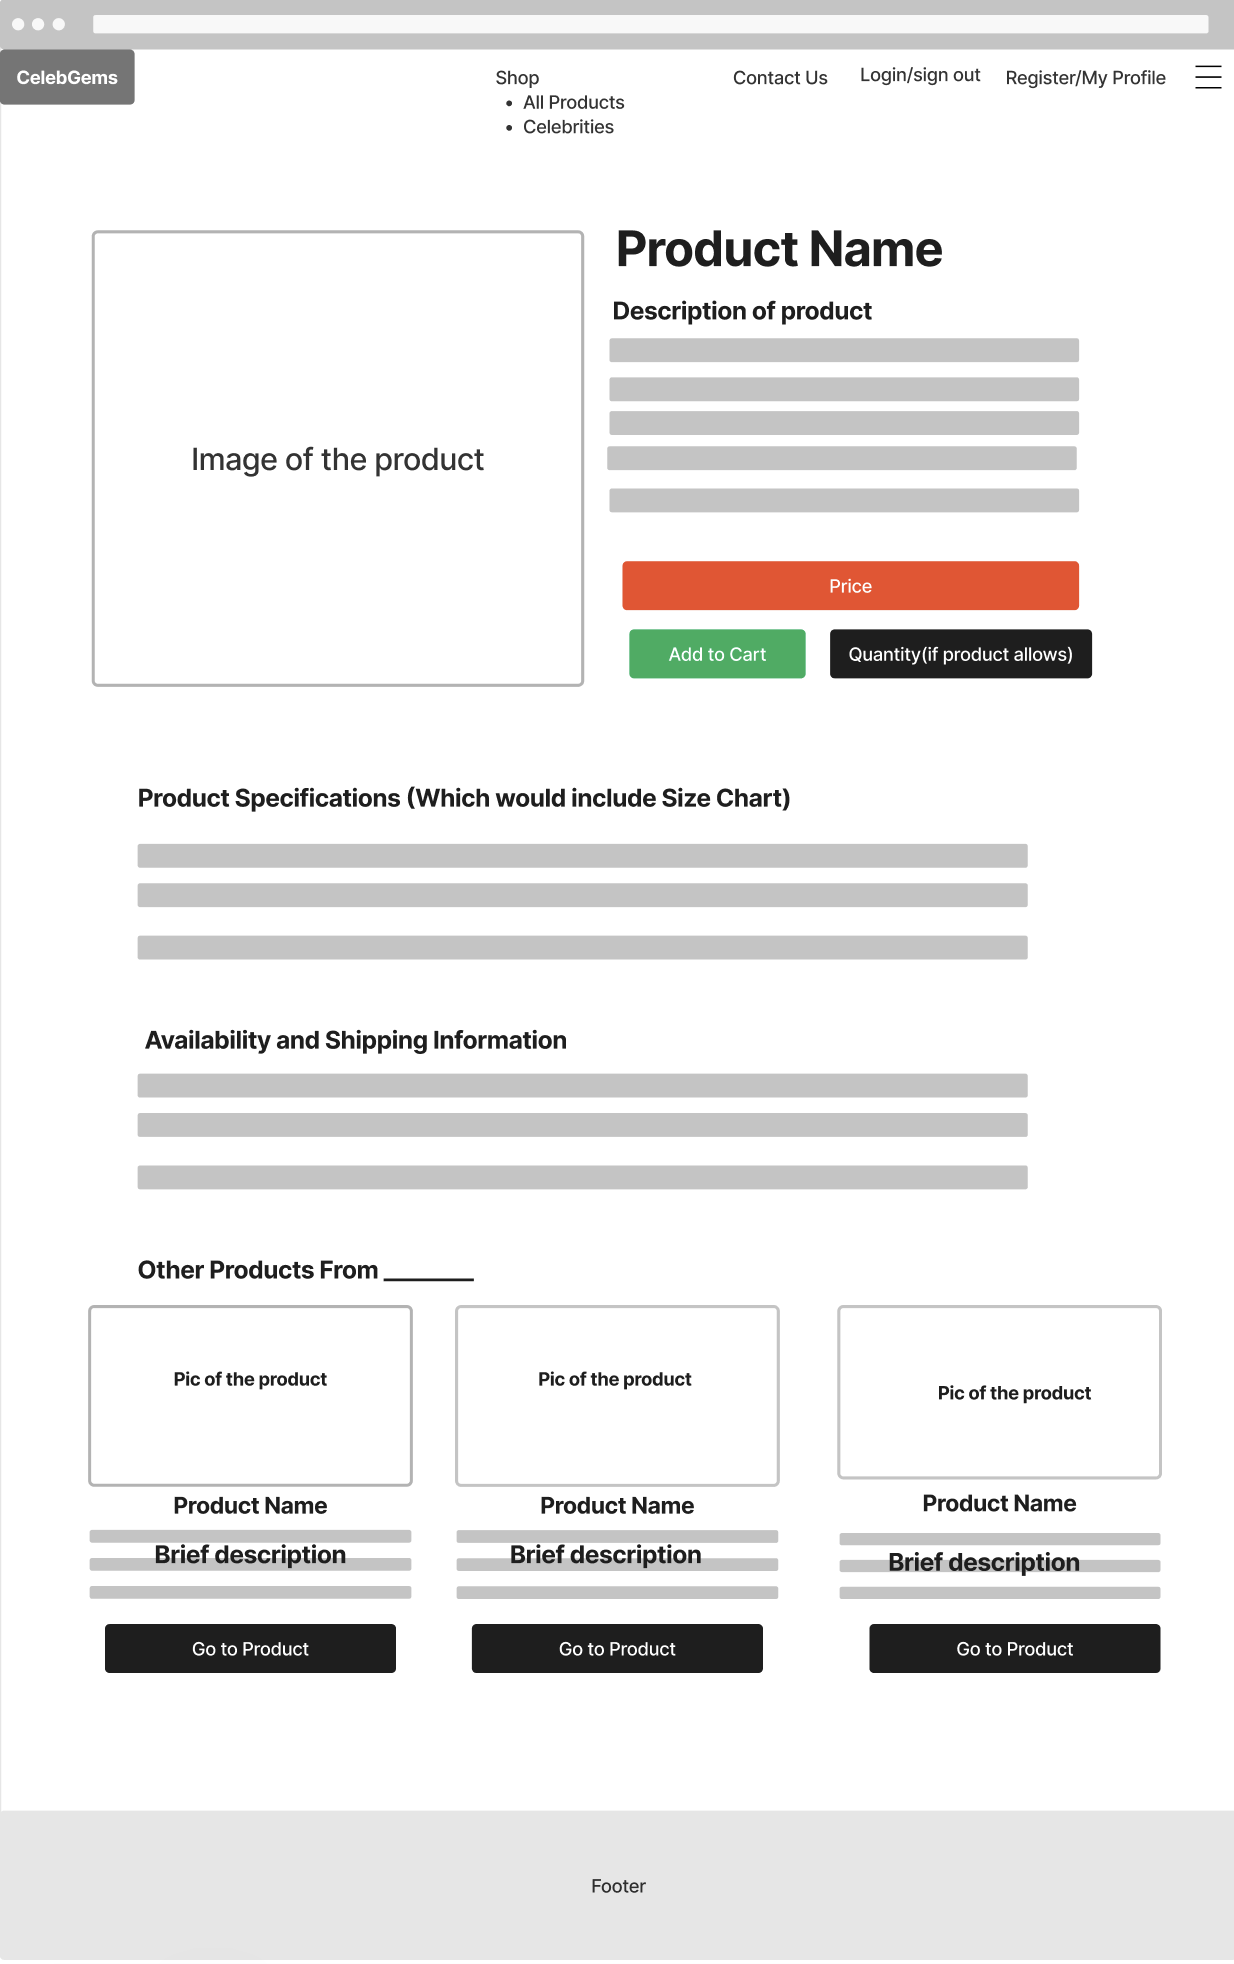 CelebGems
Shop
• All Products
• Celebrities
Contact Us
Login/sign out
Register/My Profile
Product Name
Description of product
Image of the product
Price
Add to Cart
Quantity(if product allows)
Product Specifications (Which would include Size Chart)
Availability and Shipping Information
Other Products From _______
Pic of the product
Pic of the product
Pic of the product
Product Name
Product Name
Product Name
Brief description
Brief description
Brief description
Go to Product
Go to Product
Go to Product
Footer